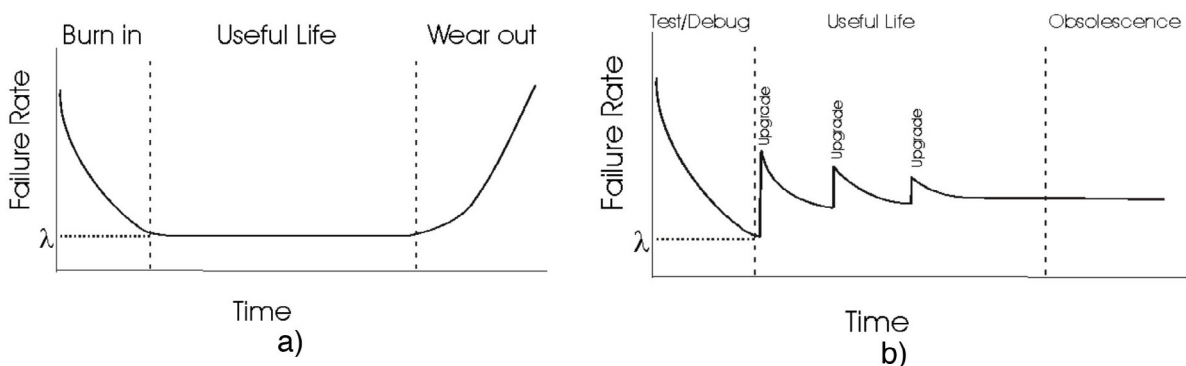 Burn in
Useful Life
Wear out
Failure Rate
λ
Time
a)
Test/Debug
Useful Life
Obsolescence
Failure Rate
Upgrade
Upgrade
Upgrade
λ
Time
b)